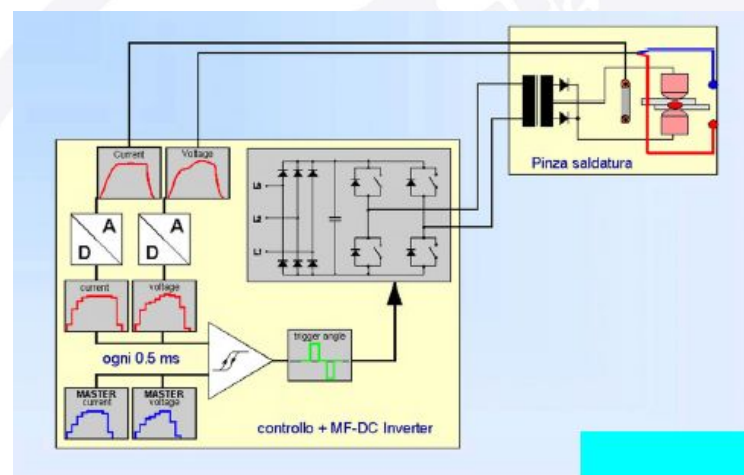 Current
Voltage
A
D
A
D
current
voltage
ogni 0.5 ms
MASTER
current
MASTER
voltage
trigger angle
controllo + MF-DC Inverter
Pinza saldatura